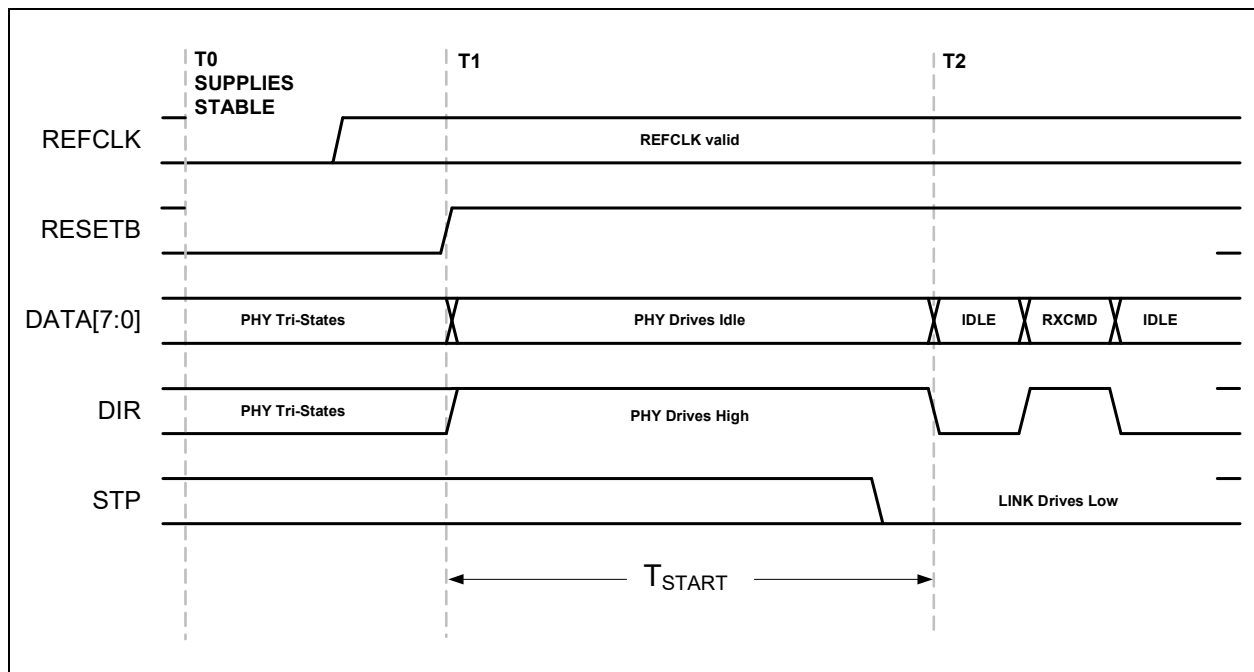 T0
SUPPLIES
STABLE
T1
T2
REFCLK
REFCLK valid
RESETB
DATA[7:0]
PHY Tri-States
PHY Drives Idle
IDLE
RXCMD
IDLE
DIR
PHY Tri-States
PHY Drives High
STP
LINK Drives Low
TSTART